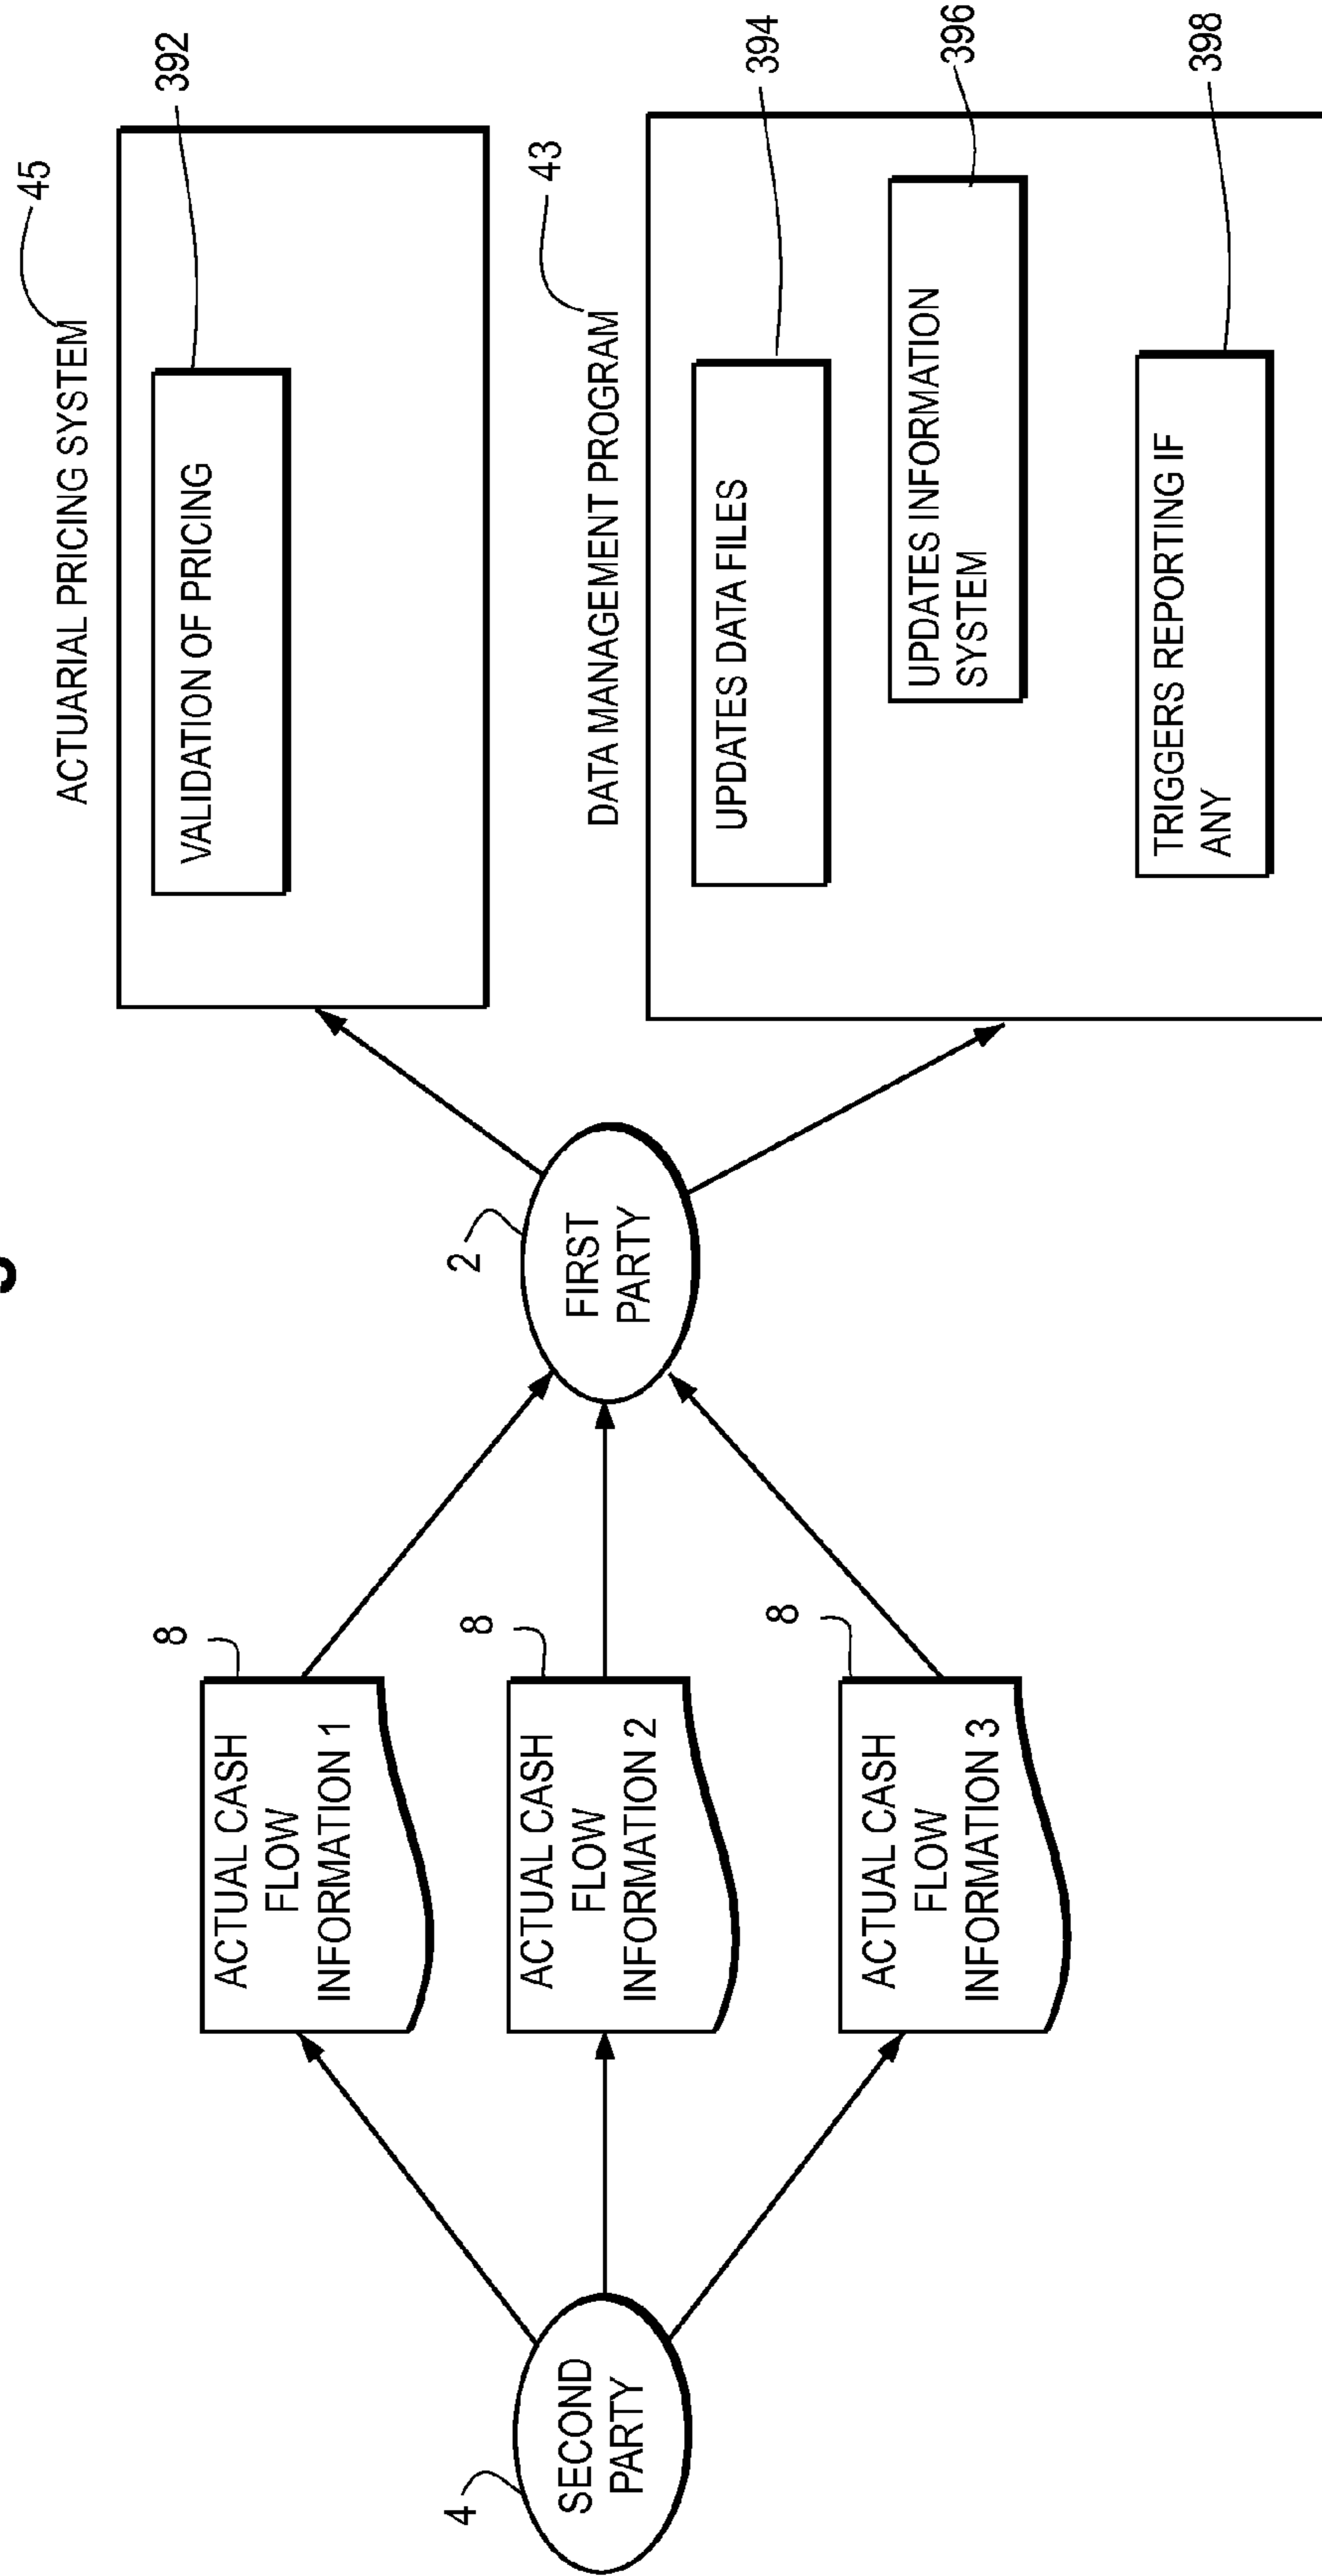 4
SECOND
PARTY
8
ACTUAL CASH
FLOW
INFORMATION 1
8
ACTUAL CASH
FLOW
INFORMATION 2
8
ACTUAL CASH
FLOW
INFORMATION 3
2
FIRST
PARTY
ACTUARIAL PRICING SYSTEM
45
VALIDATION OF PRICING
392
DATA MANAGEMENT PROGRAM
43
UPDATES DATA FILES
394
UPDATES INFORMATION
SYSTEM
396
TRIGGERS REPORTING IF
ANY
398